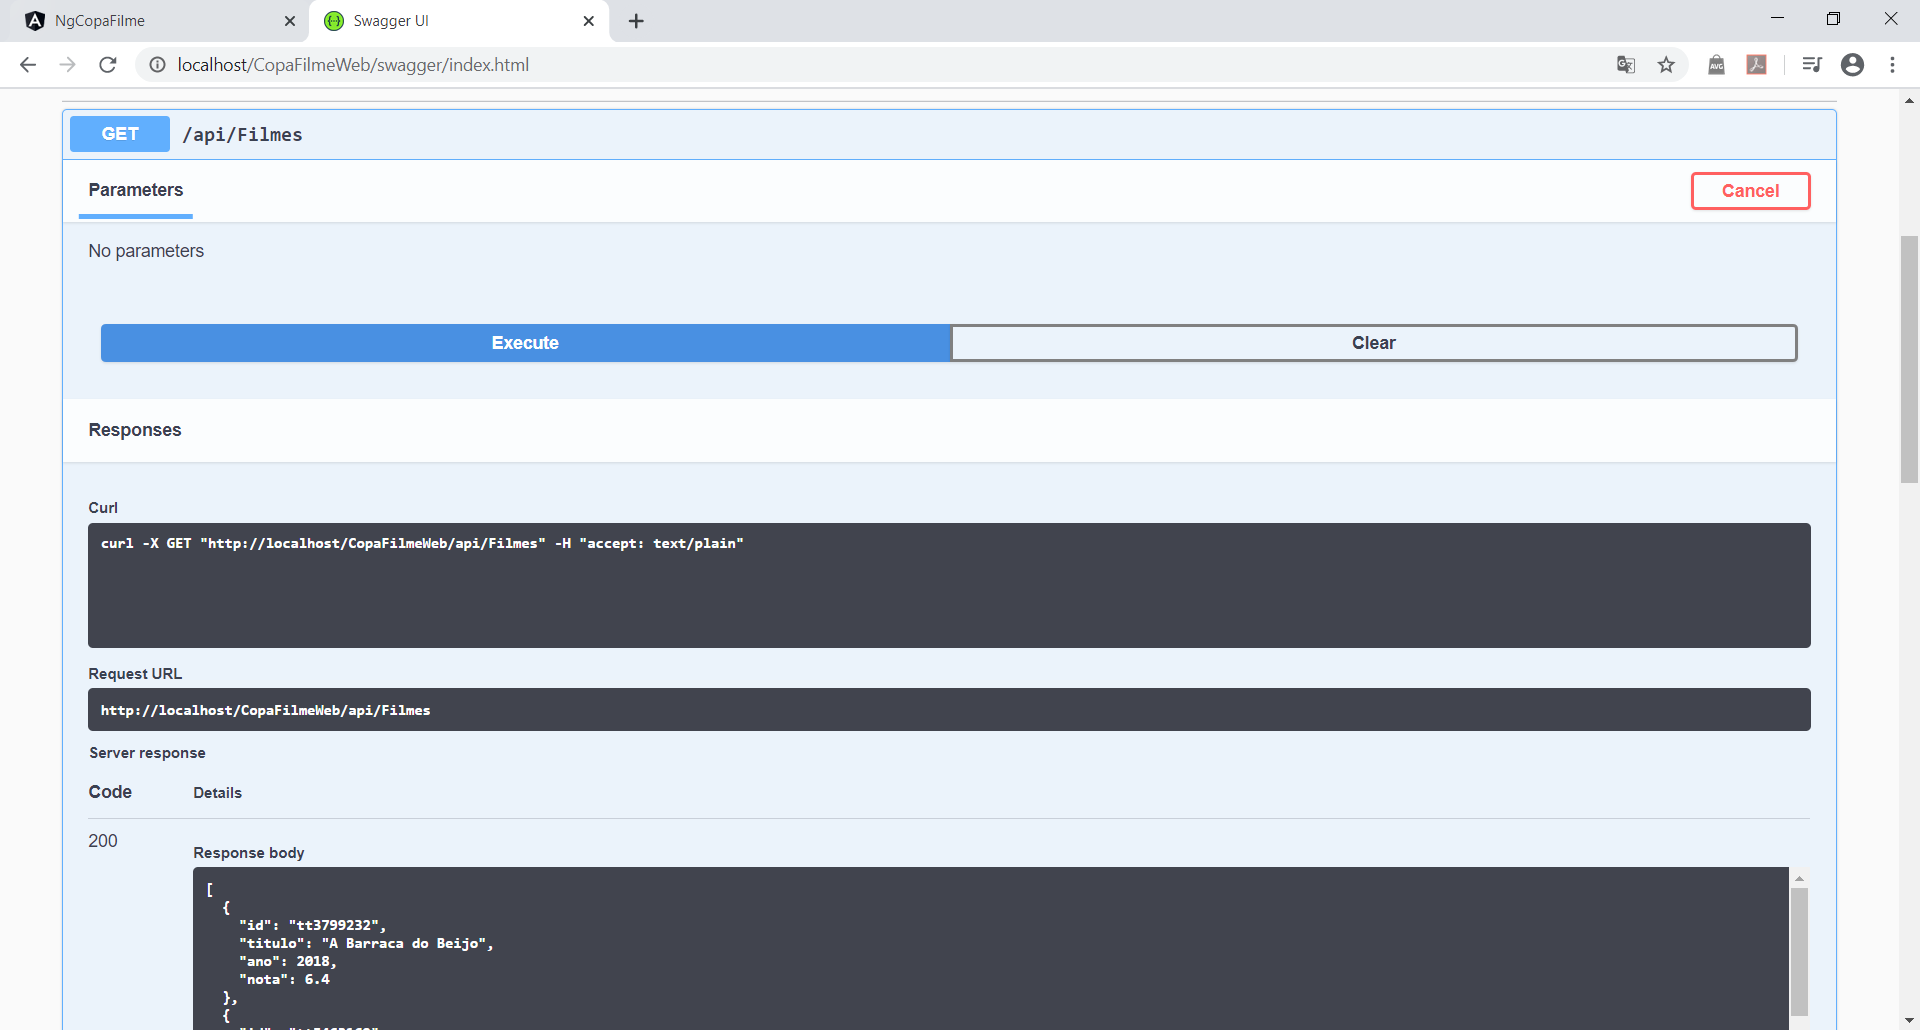 NgCopaFilme
Swagger UI
localhost/CopaFilmeWeb/swagger/index.html
AVG
GET /api/Filmes
Parameters
Cancel
No parameters
Execute
Clear
Responses
Curl
curl -X GET "http://localhost/CopaFilmeWeb/api/Filmes" -H "accept: text/plain"
Request URL
http://localhost/CopaFilmeWeb/api/Filmes
Server response
Code Details
200
Response body
[
{
"id": "tt3799232",
"titulo": "A Barraca do Beijo",
"ano": 2018,
"nota": 6.4
},
{